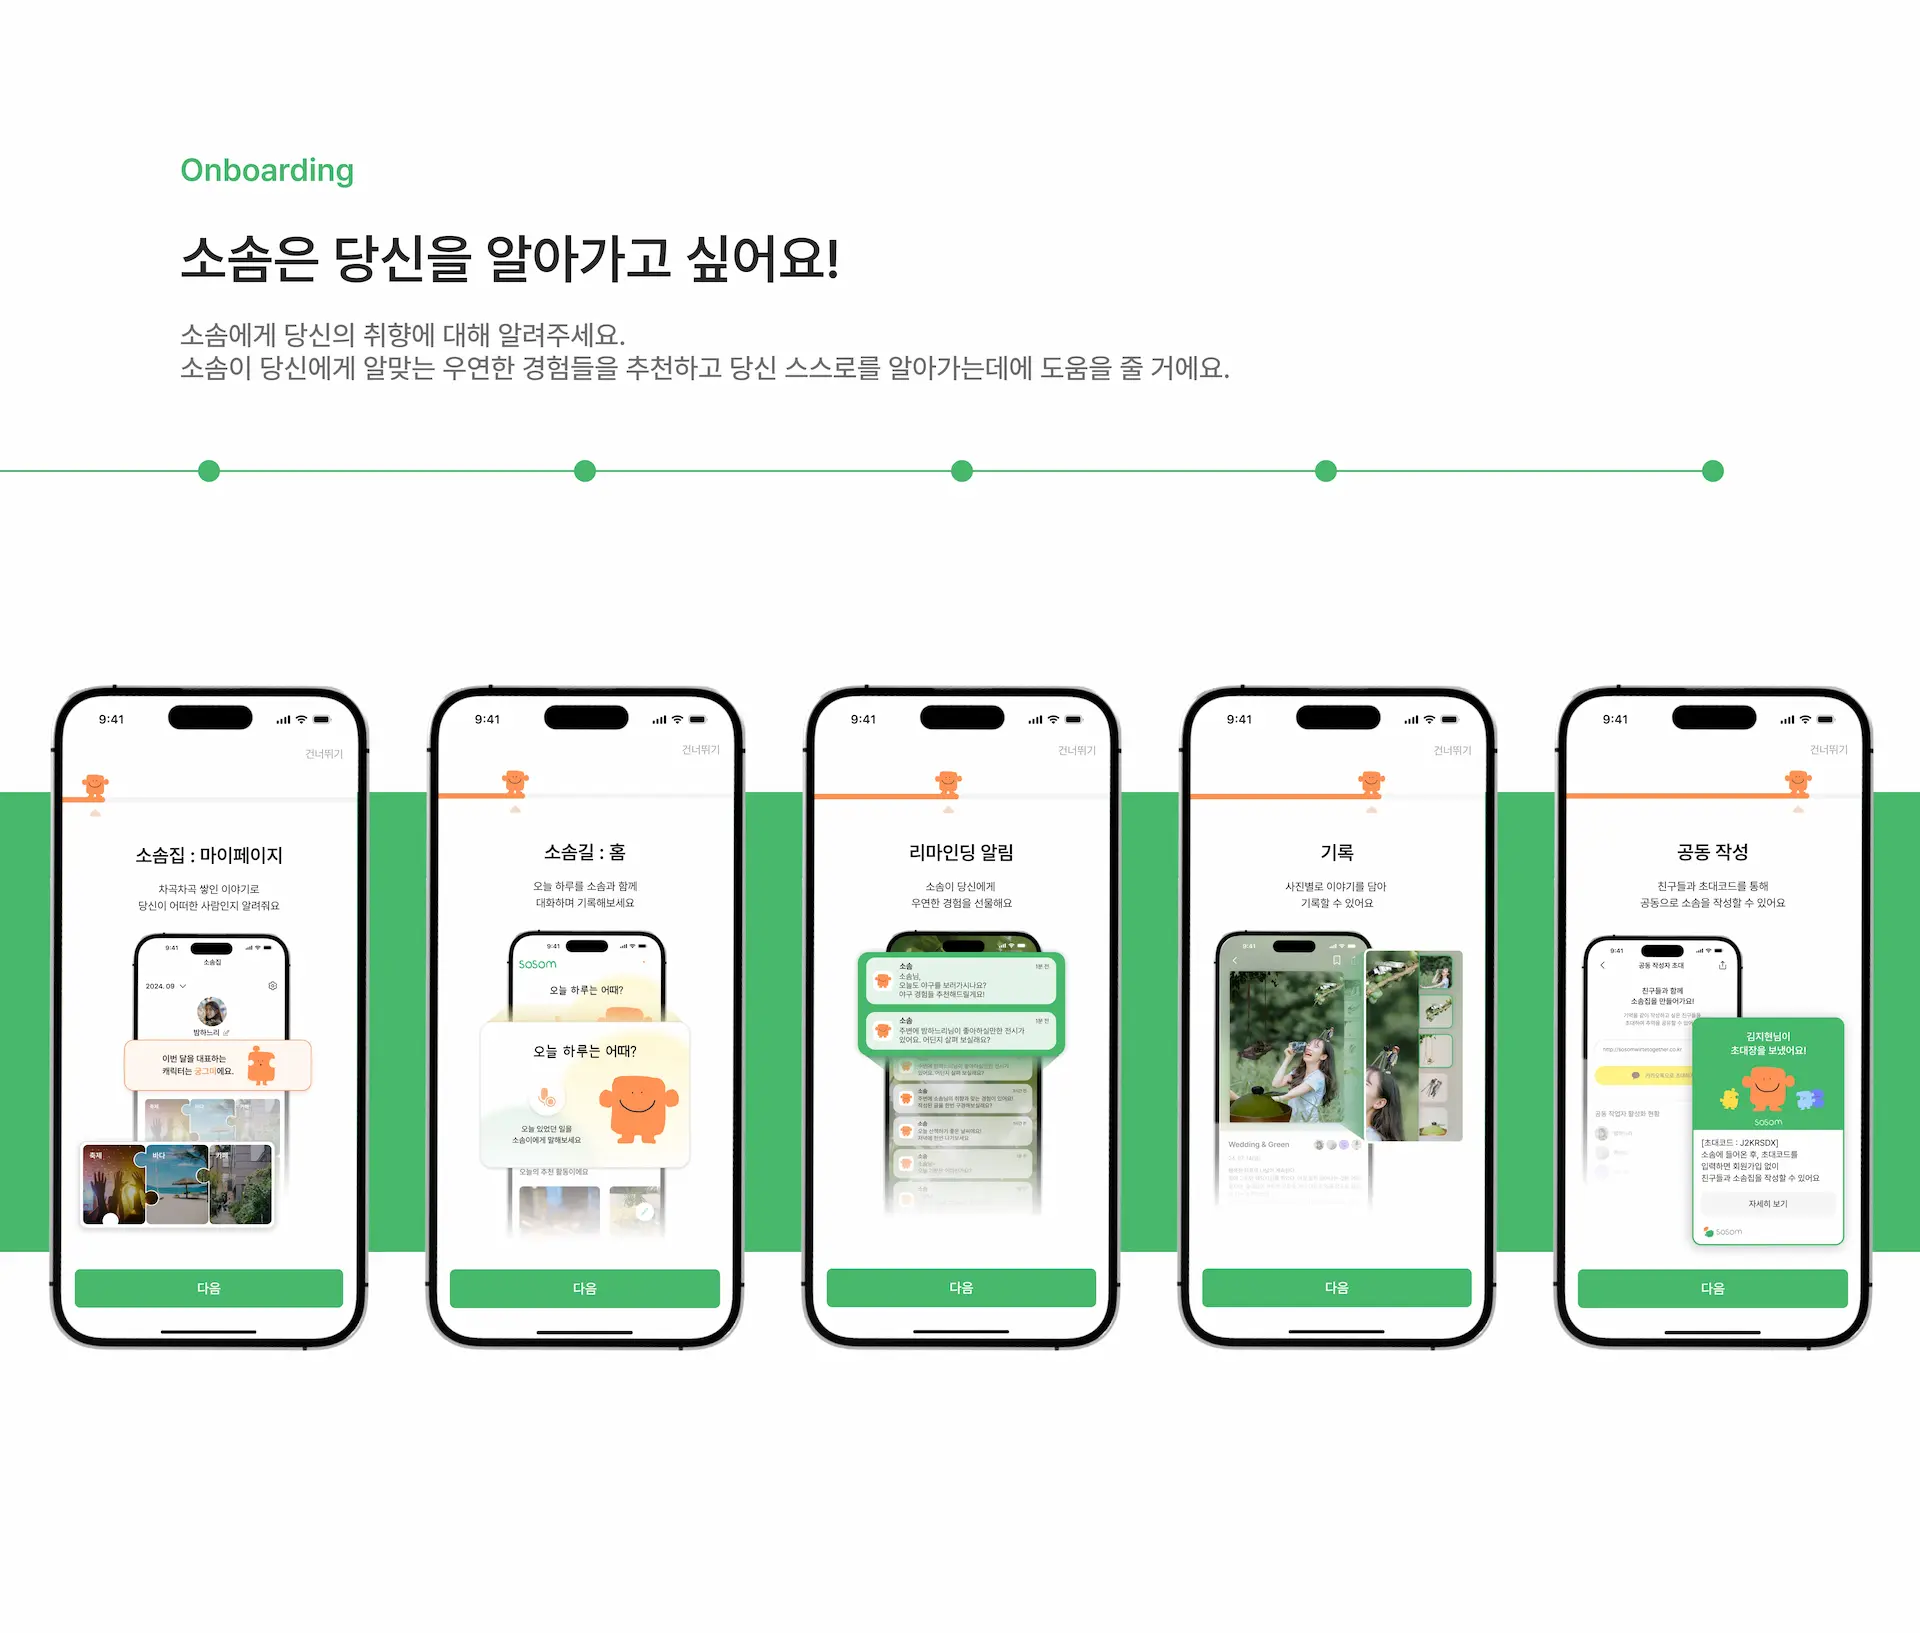 Onboarding
소솜은 당신을 알아가고 싶어요!
소솜에게 당신의 취향에 대해 알려주세요.
소솜이 당신에게 알맞는 우연한 경험들을 추천하고 당신 스스로를 알아가는데에 도움을 줄 거에요.
9:41
건너뛰기
소솜집 : 마이페이지
차곡차곡 쌓인 이야기로
당신이 어떠한 사람인지 알려줘요
9:41
소솜집
2024. 09
밤하느리
이번 달을 대표하는
캐릭터는 궁그미에요.
축제
바다
카페
다음
9:41
건너뛰기
소솜길 : 홈
오늘 하루를 소솜과 함께
대화하며 기록해보세요
9:41
sosom
오늘 하루는 어때?
오늘 하루는 어때?
오늘 있었던 일을
소솜이에게 말해보세요
오늘의 추천 활동이에요
다음
9:41
건너뛰기
리마인딩 알림
소솜이 당신에게
우연한 경험을 선물해요
소솜
1분 전
소솜님,
오늘도 야구를 보러가시나요?
야구 경험들 추천해드릴게요!
소솜
1분 전
주변에 밤하느리님이 좋아하실만한 전시가
있어요. 어딘지 살펴 보실래요?
다음
9:41
건너뛰기
기록
사진별로 이야기를 담아
기록할 수 있어요
9:41
Wedding & Green
다음
9:41
건너뛰기
공동 작성
친구들과 초대코드를 통해
공동으로 소솜을 작성할 수 있어요
9:41
공동 작성자 초대
친구들과 함께
소솜집을 만들어가요!
공동 작업자 활성화 현황
김지현님이
초대장을 보냈어요!
sosom
[초대코드 : J2KRSDX]
소솜에 들어온 후, 초대코드를
입력하면 회원가입 없이
친구들과 소솜집을 작성할 수 있어요
자세히 보기
sosom
다음